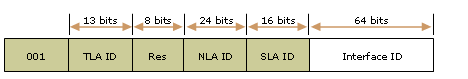 13 bits 8 bits 24 bits 16 bits 64 bits
001 TLA ID Res NLA ID SLA ID Interface ID